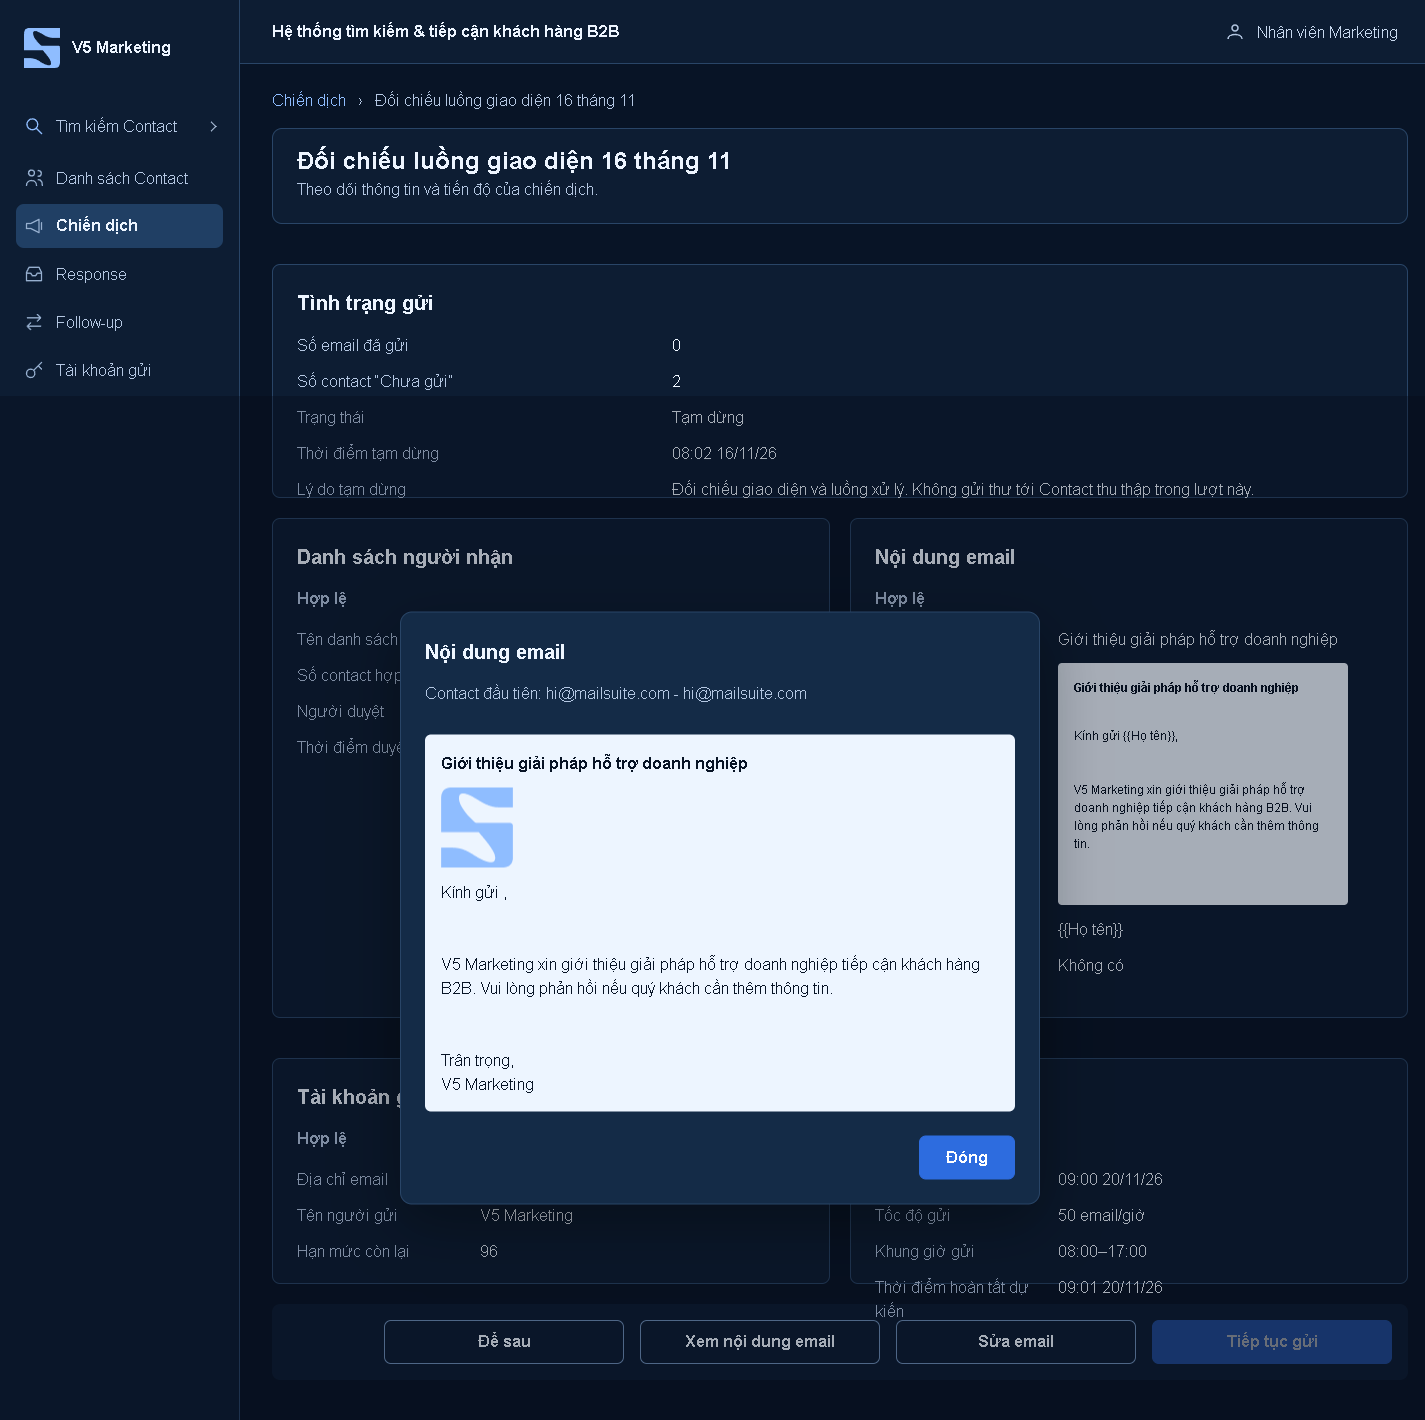 V5 Marketing
Hệ thống tìm kiếm & tiếp cận khách hàng B2B
Nhân viên Marketing
Tìm kiếm Contact
Danh sách Contact
Chiến dịch
Response
Follow-up
Tài khoản gửi
Chiến dịch › Đối chiếu luồng giao diện 16 tháng 11
Đối chiếu luồng giao diện 16 tháng 11
Theo dõi thông tin và tiến độ của chiến dịch.
Tình trạng gửi
Số email đã gửi 0
Số contact "Chưa gửi" 2
Trạng thái Tạm dừng
Thời điểm tạm dừng 08:02 16/11/26
Lý do tạm dừng Đối chiếu giao diện và luồng xử lý. Không gửi thư tới Contact thu thập trong lượt này.
Danh sách người nhận
Hợp lệ
Tên danh sách
Số contact hợp
Người duyệt
Thời điểm
Nội dung email
Hợp lệ
Giới thiệu giải pháp hỗ trợ doanh nghiệp
Giới thiệu giải pháp hỗ trợ doanh nghiệp
Kính gửi {{Họ tên}},
V5 Marketing xin giới thiệu giải pháp hỗ trợ
doanh nghiệp tiếp cận khách hàng B2B. Vui
lòng phản hồi nếu quý khách cần thêm thông
tin.
{{Họ tên}}
Không có
Nội dung email
Contact đầu tiên: hi@mailsuite.com - hi@mailsuite.com
Giới thiệu giải pháp hỗ trợ doanh nghiệp
Kính gửi ,
V5 Marketing xin giới thiệu giải pháp hỗ trợ doanh nghiệp tiếp cận khách hàng
B2B. Vui lòng phản hồi nếu quý khách cần thêm thông tin.
Trân trọng,
V5 Marketing
Đóng
Tài khoản
Hợp lệ
Địa chỉ email
Tên người gửi V5 Marketing
Hạn mức còn lại 96
09:00 20/11/26
Tốc độ gửi 50 email/giờ
Khung giờ gửi 08:00–17:00
Thời điểm hoàn tất dự 09:01 20/11/26
kiến
Để sau
Xem nội dung email
Sửa email
Tiếp tục gửi